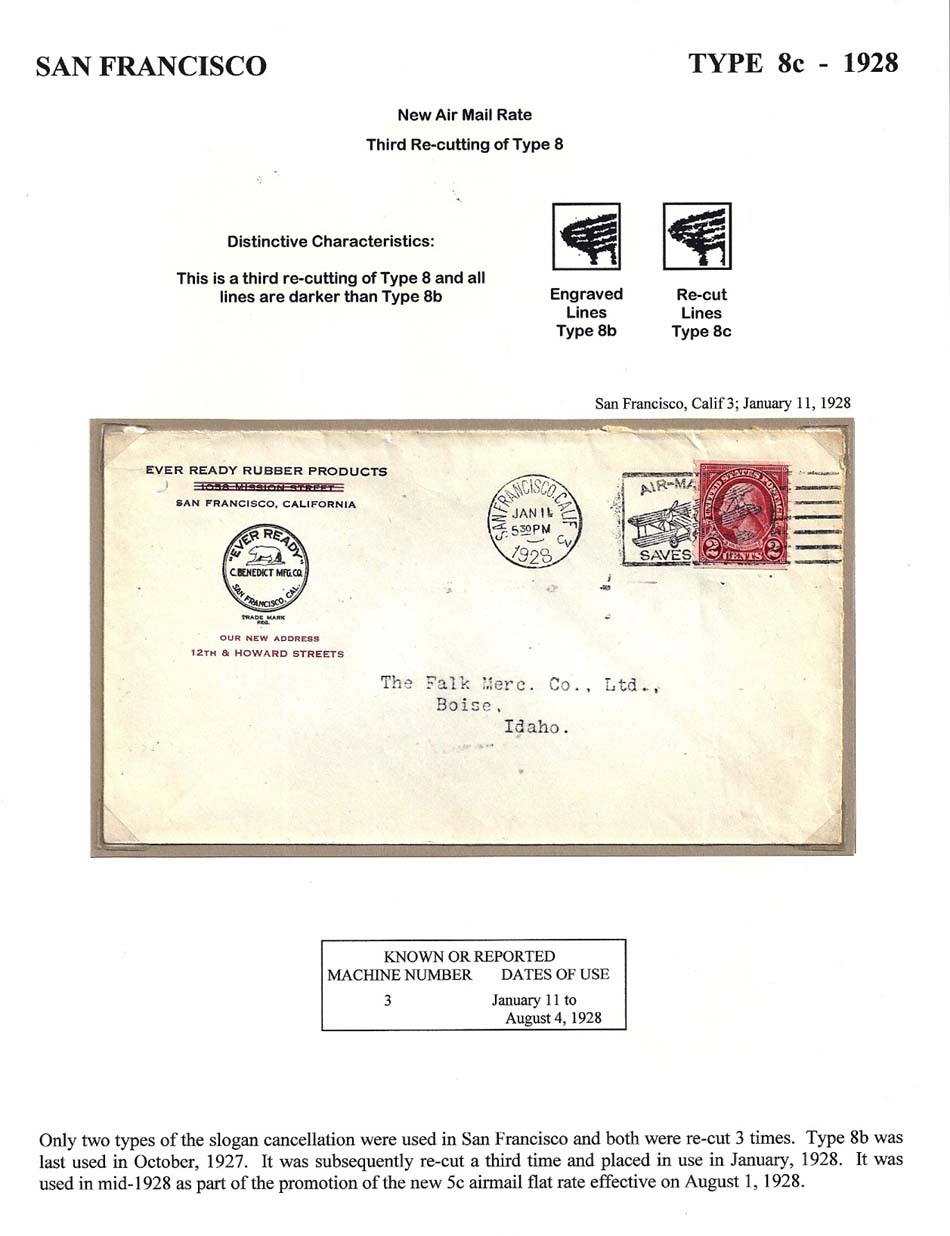 SAN FRANCISCO
TYPE 8c - 1928
New Air Mail Rate
Third Re-cutting of Type 8
Distinctive Characteristics:
This is a third re-cutting of Type 8 and all
lines are darker than Type 8b
Engraved
Lines
Type 8b
Re-cut
Lines
Type 8c
San Francisco, Calif 3; January 11, 1928
EVER READY RUBBER PRODUCTS
1056 MISSION STREET
SAN FRANCISCO, CALIFORNIA
"EVER READY"
C. BENEDICT MFG. CO.
SAN FRANCISCO, CAL.
TRADE MARK
REG.
OUR NEW ADDRESS
12TH & HOWARD STREETS
SAN FRANCISCO, CALIF.
JAN 11
5 30 PM
1928
3
AIR-MA
SAVES
UNITED STATES POSTAGE
2 CENTS 2
The Falk Merc. Co., Ltd.,
Boise,
Idaho.
KNOWN OR REPORTED
MACHINE NUMBER DATES OF USE
3 January 11 to
August 4, 1928
Only two types of the slogan cancellation were used in San Francisco and both were re-cut 3 times. Type 8b was
last used in October, 1927. It was subsequently re-cut a third time and placed in use in January, 1928. It was
used in mid-1928 as part of the promotion of the new 5c airmail flat rate effective on August 1, 1928.